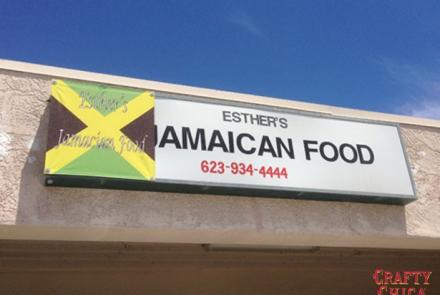 Esther's
Jamaican Food
ESTHER'S
JAMAICAN FOOD
623-934-4444
CRAFTY
CHICA